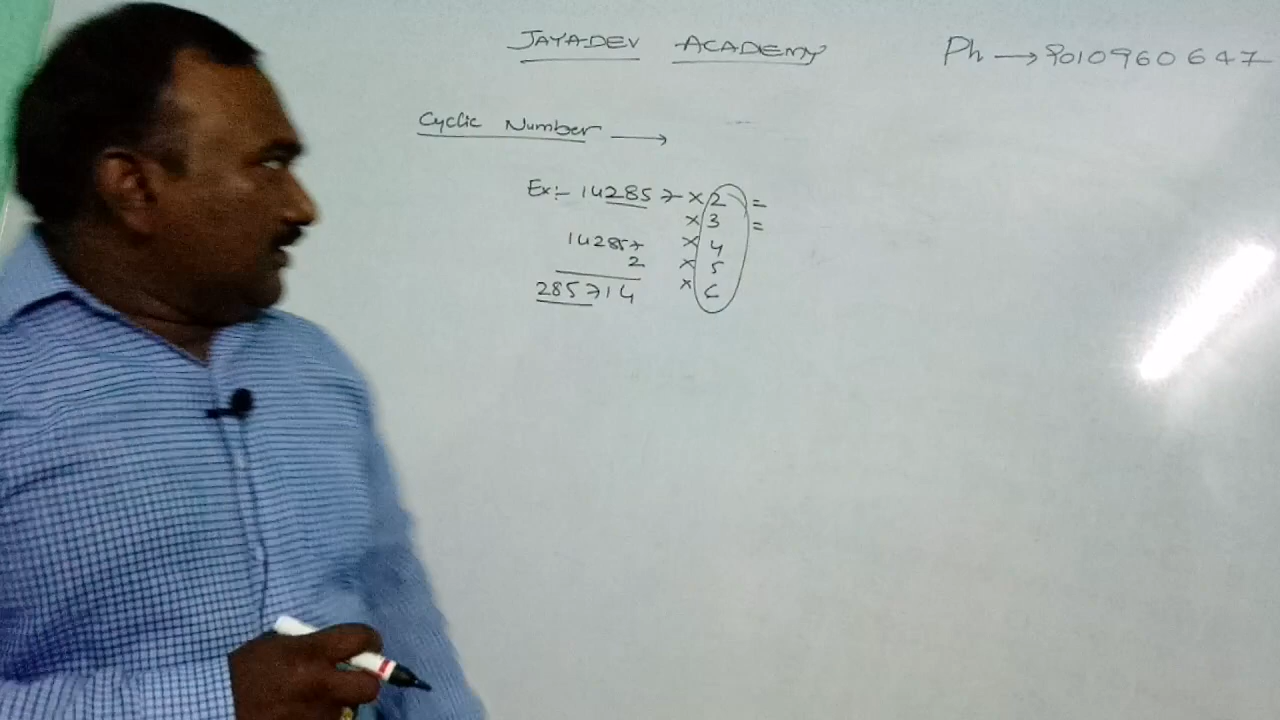 JAYADEV ACADEMY Ph → 9010960647
Cyclic Number →
Ex:- 142857 × 2 =
× 3 =
142857 × 4
2 × 5
285714 × 6